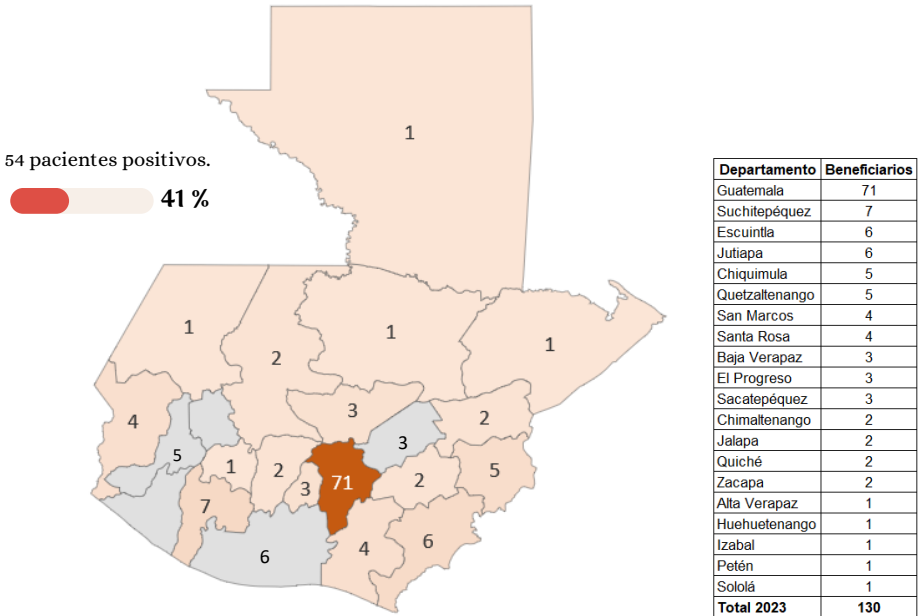 1
54 pacientes positivos.
41 %
1
2
1
1
4
3
2
5
3
1
2
3
71
2
5
7
6
4
6
Departamento Beneficiarios
Guatemala 71
Suchitepéquez 7
Escuintla 6
Jutiapa 6
Chiquimula 5
Quetzaltenango 5
San Marcos 4
Santa Rosa 4
Baja Verapaz 3
El Progreso 3
Sacatepéquez 3
Chimaltenango 2
Jalapa 2
Quiché 2
Zacapa 2
Alta Verapaz 1
Huehuetenango 1
Izabal 1
Petén 1
Sololá 1
Total 2023 130